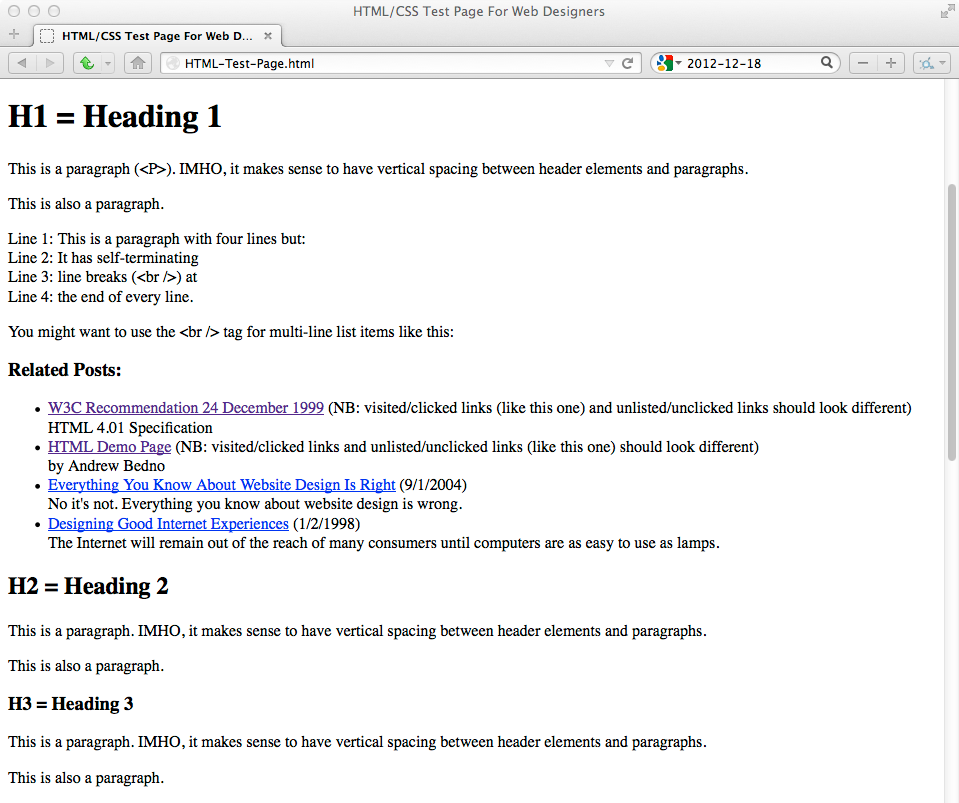 HTML/CSS Test Page For Web Designers
HTML/CSS Test Page For Web D...
HTML-Test-Page.html
2012-12-18
H1 = Heading 1
This is a paragraph (<P>). IMHO, it makes sense to have vertical spacing between header elements and paragraphs.
This is also a paragraph.
Line 1: This is a paragraph with four lines but:
Line 2: It has self-terminating
Line 3: line breaks (<br />) at
Line 4: the end of every line.
You might want to use the <br /> tag for multi-line list items like this:
Related Posts:
• W3C Recommendation 24 December 1999 (NB: visited/clicked links (like this one) and unlisted/unclicked links should look different)
HTML 4.01 Specification
• HTML Demo Page (NB: visited/clicked links and unlisted/unclicked links (like this one) should look different)
by Andrew Bedno
• Everything You Know About Website Design Is Right (9/1/2004)
No it's not. Everything you know about website design is wrong.
• Designing Good Internet Experiences (1/2/1998)
The Internet will remain out of the reach of many consumers until computers are as easy to use as lamps.
H2 = Heading 2
This is a paragraph. IMHO, it makes sense to have vertical spacing between header elements and paragraphs.
This is also a paragraph.
H3 = Heading 3
This is a paragraph. IMHO, it makes sense to have vertical spacing between header elements and paragraphs.
This is also a paragraph.